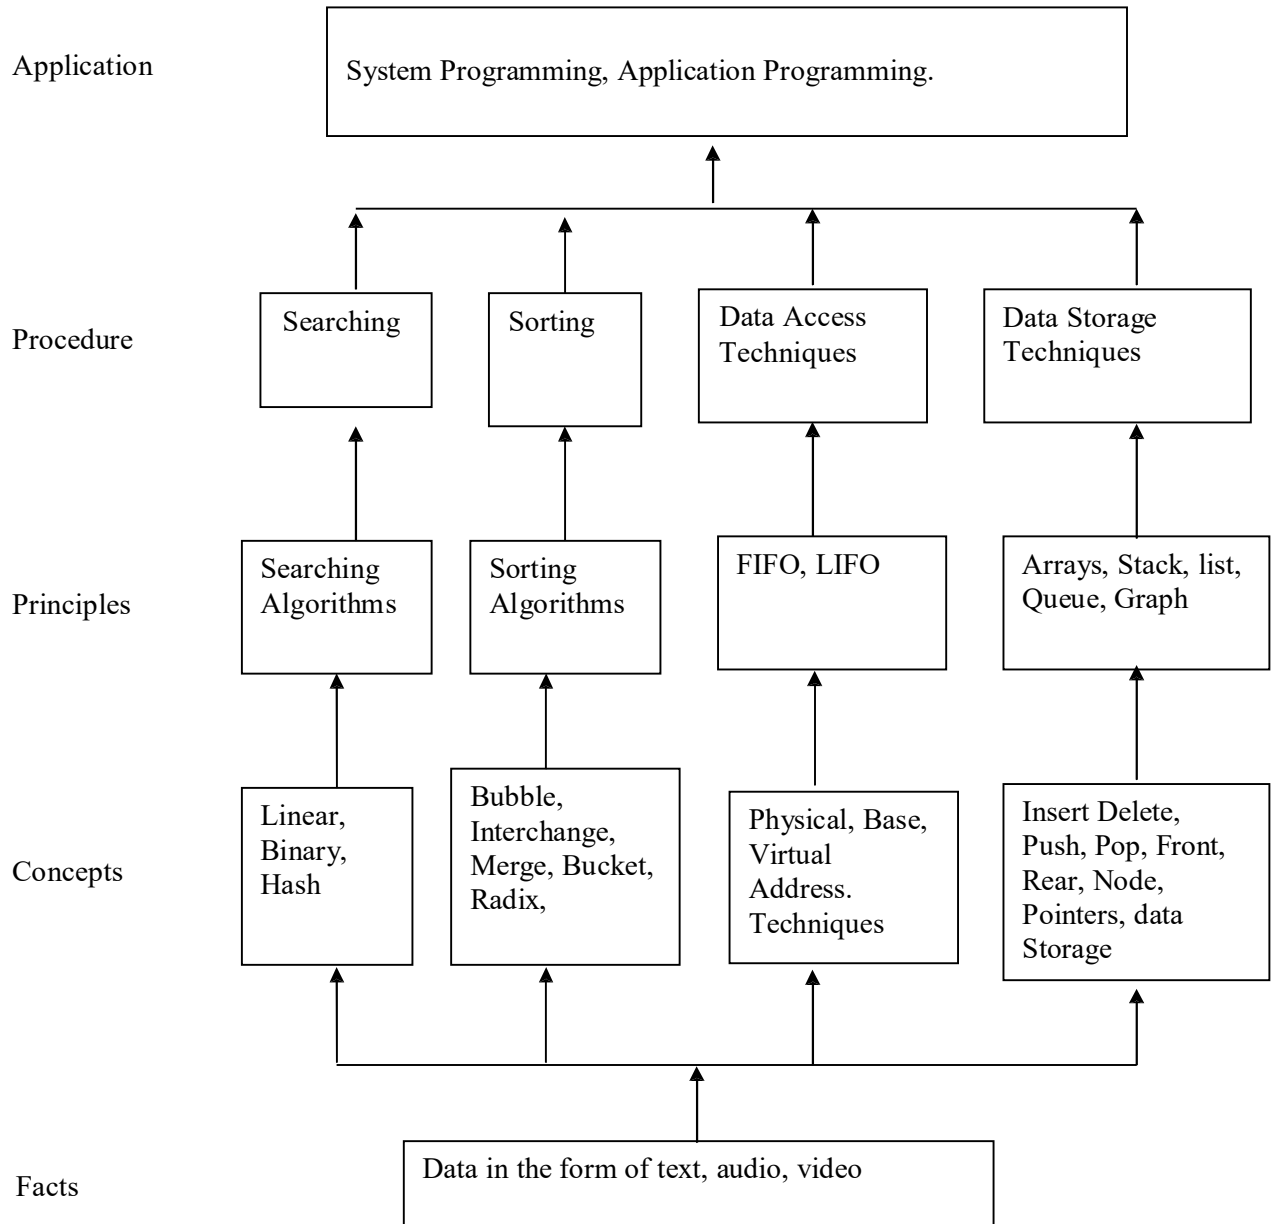 Application
System Programming, Application Programming.
Procedure
Searching
Sorting
Data Access
Techniques
Data Storage
Techniques
Principles
Searching
Algorithms
Sorting
Algorithms
FIFO, LIFO
Arrays, Stack, list,
Queue, Graph
Concepts
Linear,
Binary,
Hash
Bubble,
Interchange,
Merge, Bucket,
Radix,
Physical, Base,
Virtual
Address.
Techniques
Insert Delete,
Push, Pop, Front,
Rear, Node,
Pointers, data
Storage
Facts
Data in the form of text, audio, video